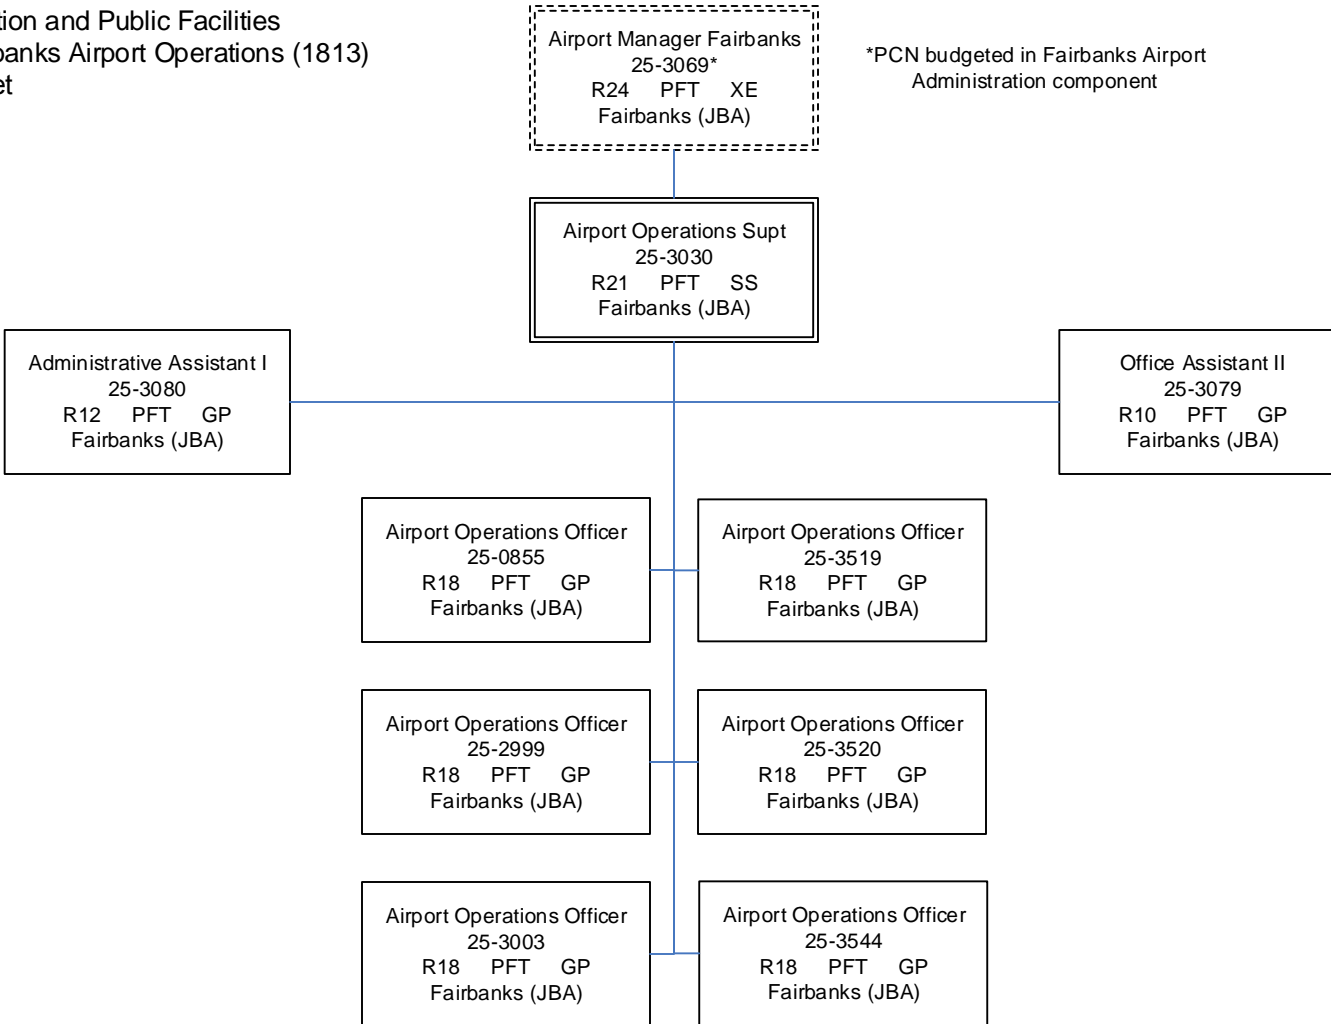 tion and Public Facilities
banks Airport Operations (1813)
et
Airport Manager Fairbanks
25-3069*
R24 PFT XE
Fairbanks (JBA)
*PCN budgeted in Fairbanks Airport
Administration component
Airport Operations Supt
25-3030
R21 PFT SS
Fairbanks (JBA)
Administrative Assistant I
25-3080
R12 PFT GP
Fairbanks (JBA)
Office Assistant II
25-3079
R10 PFT GP
Fairbanks (JBA)
Airport Operations Officer
25-0855
R18 PFT GP
Fairbanks (JBA)
Airport Operations Officer
25-3519
R18 PFT GP
Fairbanks (JBA)
Airport Operations Officer
25-2999
R18 PFT GP
Fairbanks (JBA)
Airport Operations Officer
25-3520
R18 PFT GP
Fairbanks (JBA)
Airport Operations Officer
25-3003
R18 PFT GP
Fairbanks (JBA)
Airport Operations Officer
25-3544
R18 PFT GP
Fairbanks (JBA)